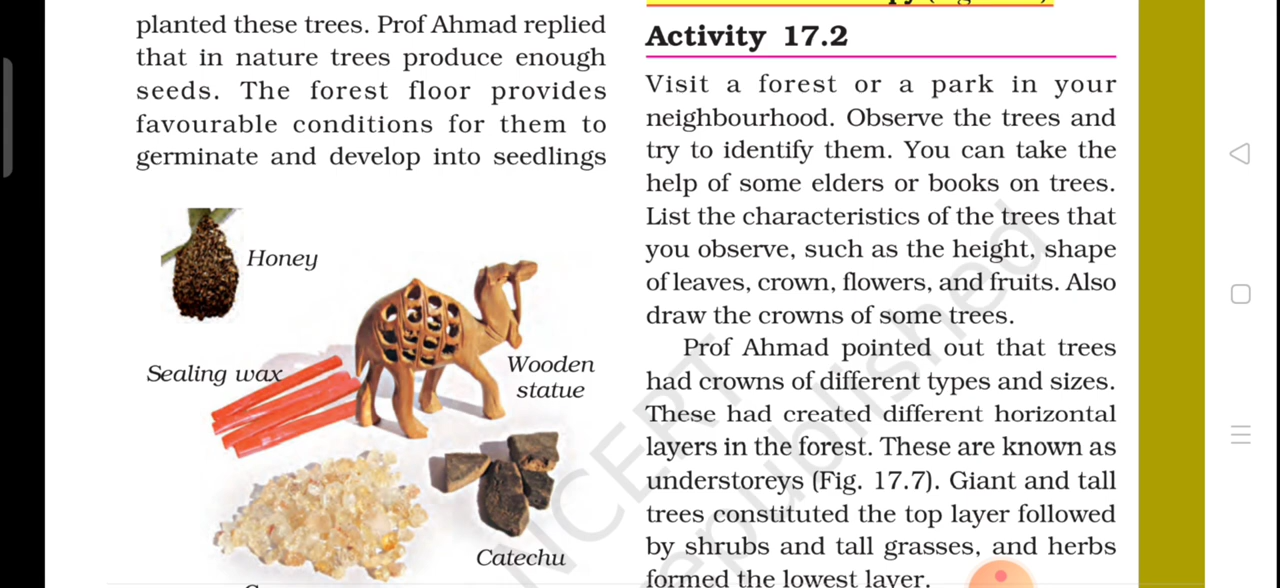 planted these trees. Prof Ahmad replied
that in nature trees produce enough
seeds. The forest floor provides
favourable conditions for them to
germinate and develop into seedlings
Honey
Sealing wax
Wooden
statue
Catechu
Activity 17.2
Visit a forest or a park in your
neighbourhood. Observe the trees and
try to identify them. You can take the
help of some elders or books on trees.
List the characteristics of the trees that
you observe, such as the height, shape
of leaves, crown, flowers, and fruits. Also
draw the crowns of some trees.
Prof Ahmad pointed out that trees
had crowns of different types and sizes.
These had created different horizontal
layers in the forest. These are known as
understoreys (Fig. 17.7). Giant and tall
trees constituted the top layer followed
by shrubs and tall grasses, and herbs
formed the lowest layer.
NCERT
republished